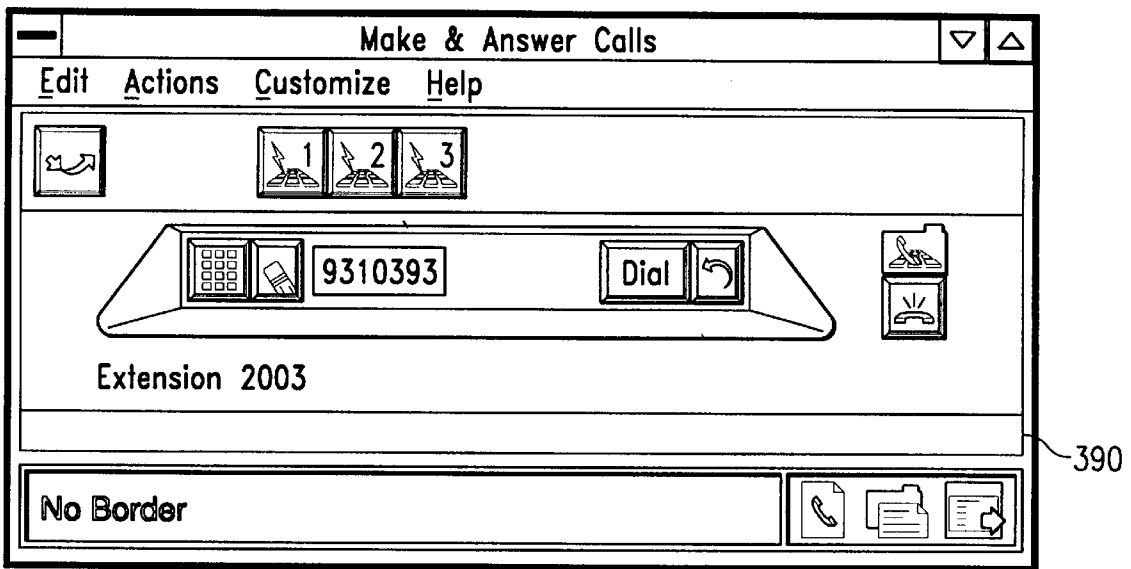 Make & Answer Calls
Edit Actions Customize Help
1 2 3
9310393 Dial
Extension 2003
390
No Border